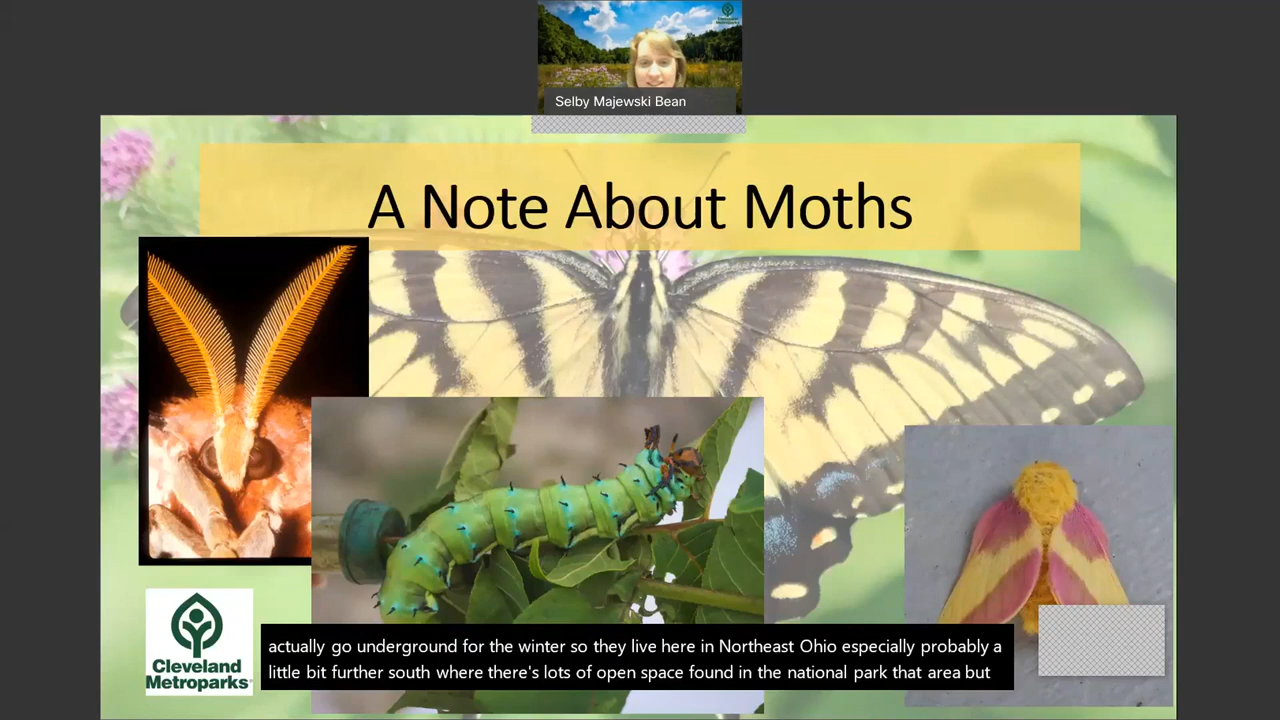 Selby Majewski Bean
A Note About Moths
Cleveland
Metroparks
actually go underground for the winter so they live here in Northeast Ohio especially probably a
little bit further south where there's lots of open space found in the national park that area but